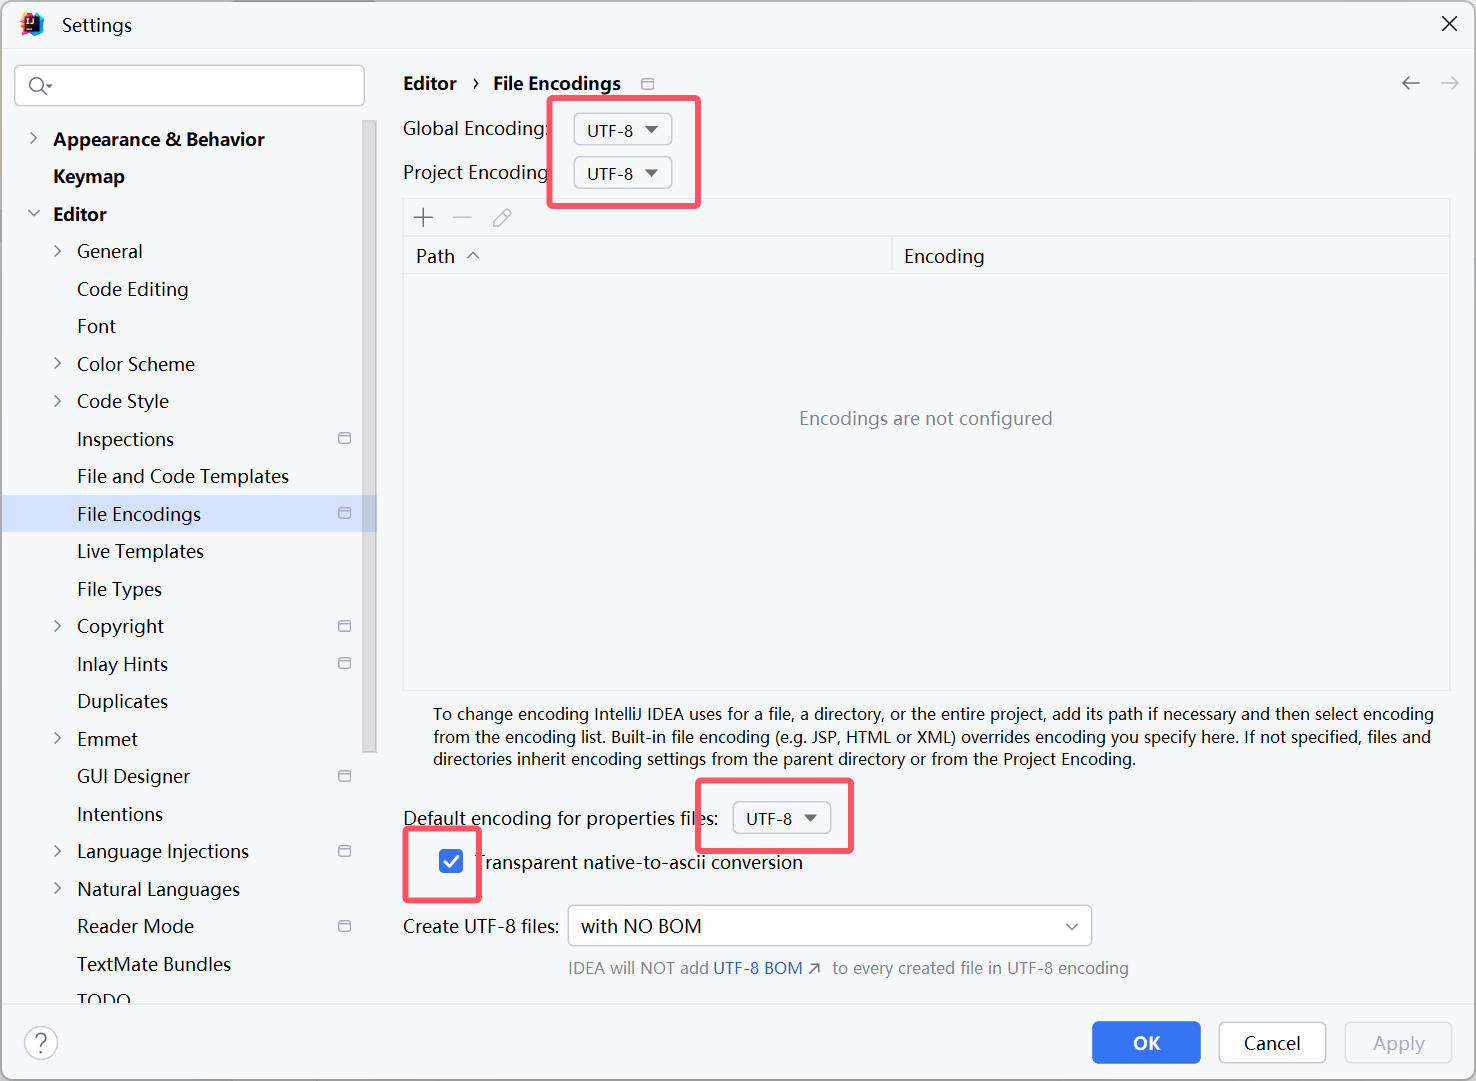 Settings
Editor › File Encodings
Global Encoding: UTF-8
Project Encoding UTF-8
Path
Encoding
Encodings are not configured
To change encoding IntelliJ IDEA uses for a file, a directory, or the entire project, add its path if necessary and then select encoding
from the encoding list. Built-in file encoding (e.g. JSP, HTML or XML) overrides encoding you specify here. If not specified, files and
directories inherit encoding settings from the parent directory or from the Project Encoding.
Default encoding for properties files: UTF-8
Transparent native-to-ascii conversion
Create UTF-8 files: with NO BOM
IDEA will NOT add UTF-8 BOM ↗ to every created file in UTF-8 encoding
Appearance & Behavior
Keymap
Editor
General
Code Editing
Font
Color Scheme
Code Style
Inspections
File and Code Templates
File Encodings
Live Templates
File Types
Copyright
Inlay Hints
Duplicates
Emmet
GUI Designer
Intentions
Language Injections
Natural Languages
Reader Mode
TextMate Bundles
TODO
?
OK
Cancel
Apply